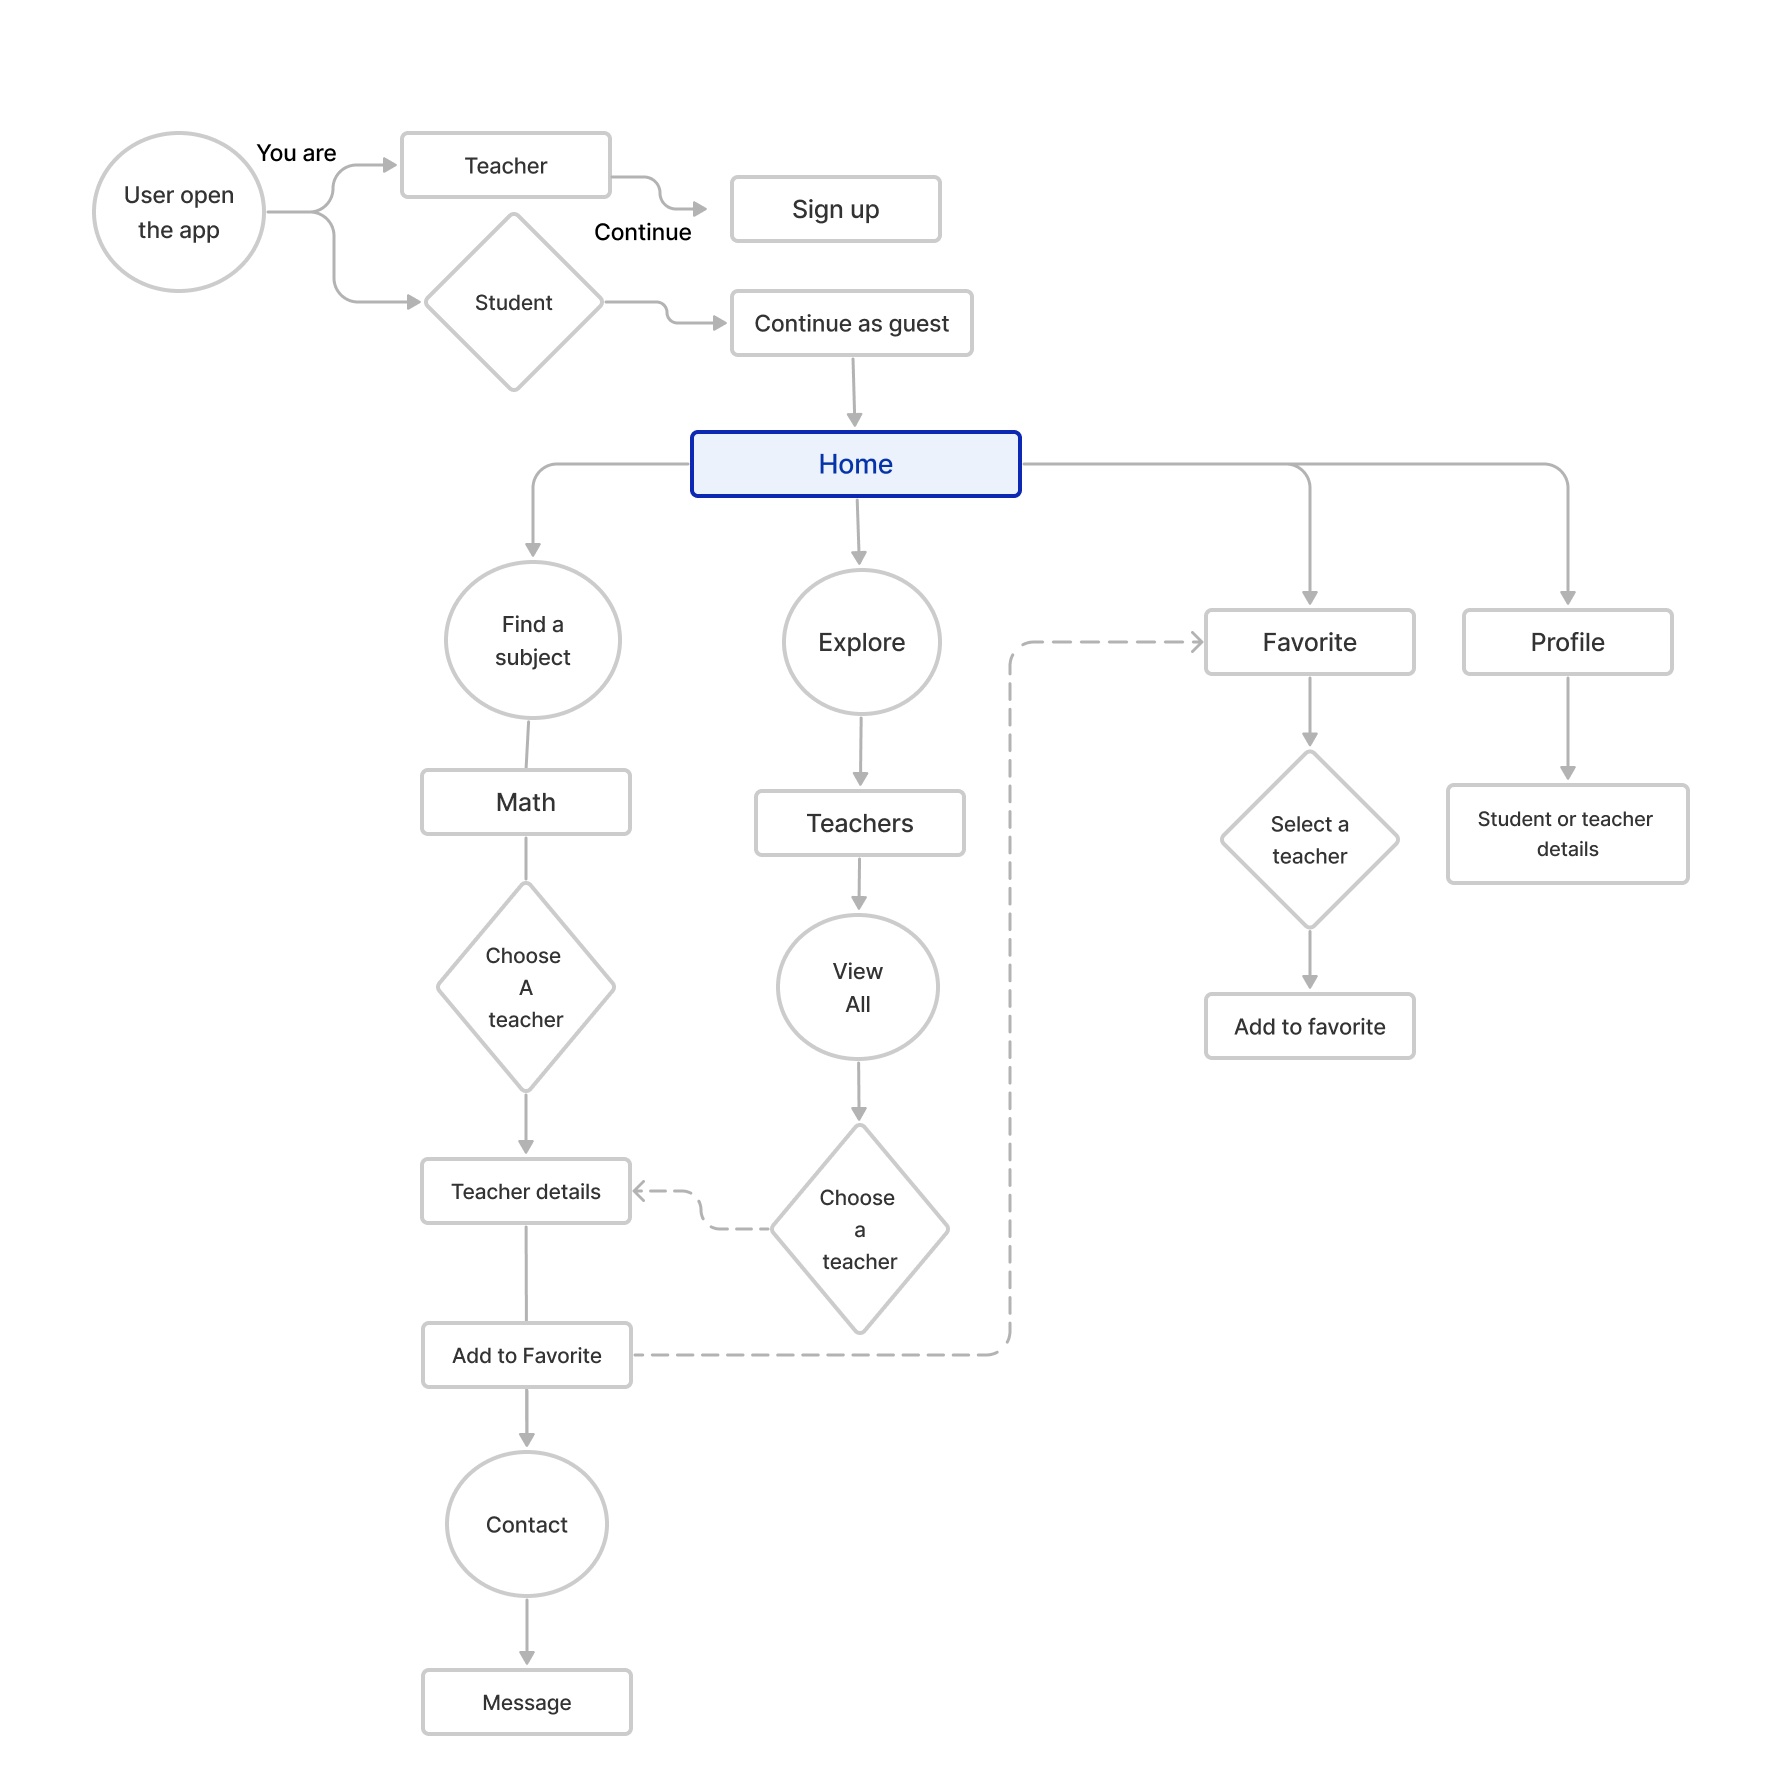 You are
User open
the app
Teacher
Sign up
Continue
Student
Continue as guest
Home
Find a
subject
Explore
Favorite
Profile
Math
Teachers
Select a
teacher
Student or teacher
details
Choose
A
teacher
View
All
Add to favorite
Teacher details
Choose
a
teacher
Add to Favorite
Contact
Message